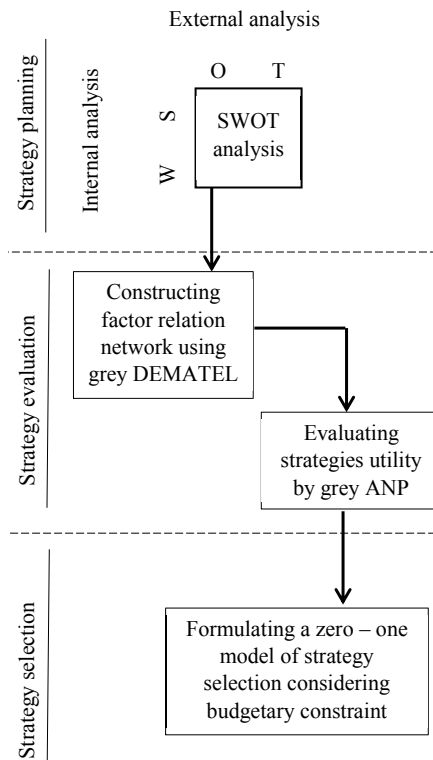 External analysis
O T
Strategy planning
Internal analysis
S
W
SWOT
analysis
Strategy evaluation
Constructing
factor relation
network using
grey DEMATEL
Evaluating
strategies utility
by grey ANP
Strategy selection
Formulating a zero – one
model of strategy
selection considering
budgetary constraint